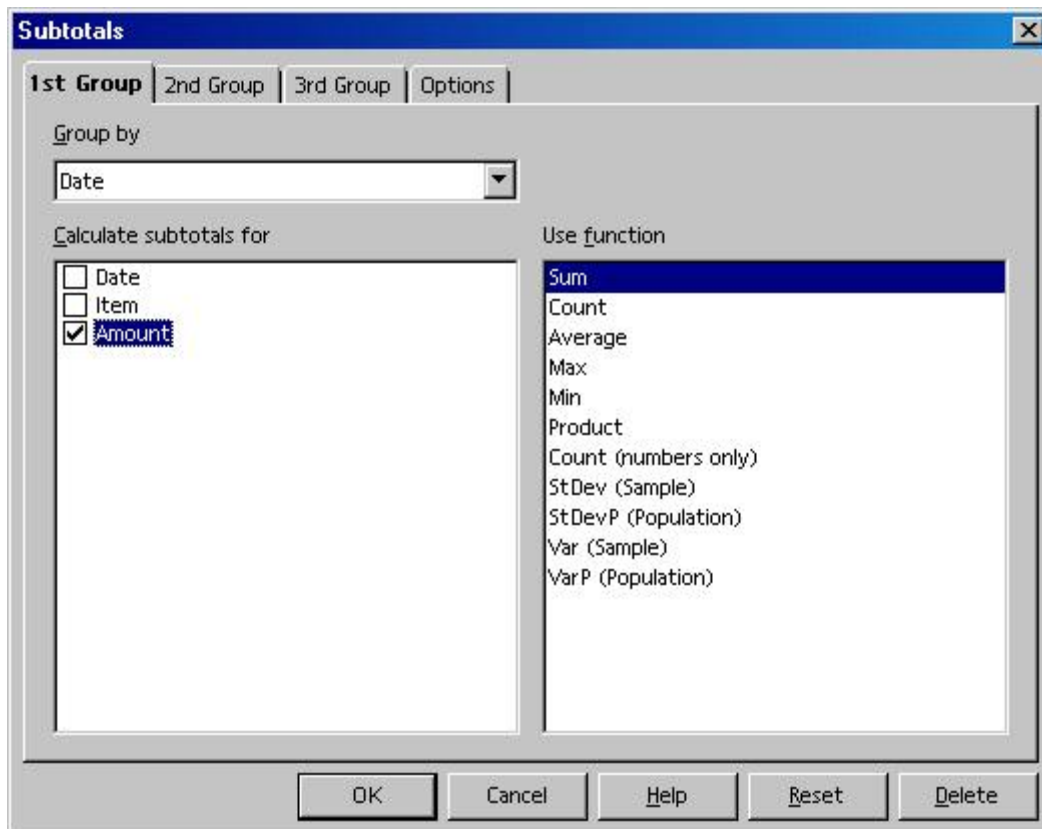 Subtotals
1st Group 2nd Group 3rd Group Options
Group by
Date
Calculate subtotals for
Date
Item
Amount
Use function
Sum
Count
Average
Max
Min
Product
Count (numbers only)
StDev (Sample)
StDevP (Population)
Var (Sample)
VarP (Population)
OK Cancel Help Reset Delete